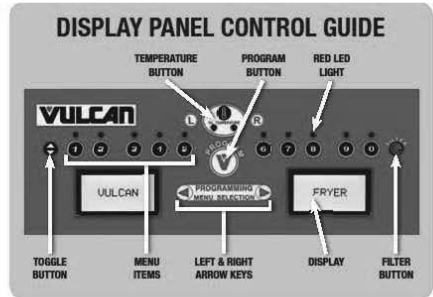 DISPLAY PANEL CONTROL GUIDE
TEMPERATURE BUTTON
PROGRAM BUTTON
RED LED LIGHT
VULCAN
L
R
PROGRAM
V
1 2 3 4 5
6 7 8 9 0
FILTER
VULCAN
PROGRAMMING
MENU SELECTION
FRYER
TOGGLE BUTTON
MENU ITEMS
LEFT & RIGHT ARROW KEYS
DISPLAY
FILTER BUTTON